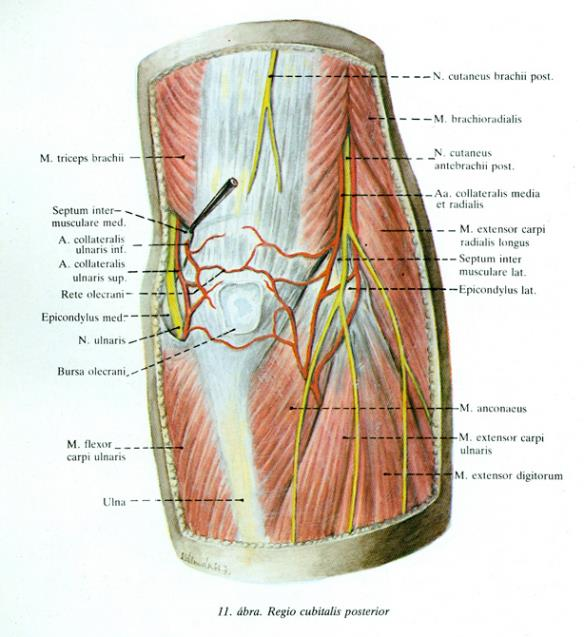 N. cutaneus brachii post.
M. brachioradialis
M. triceps brachii
N. cutaneus
antebrachii post.
Aa. collateralis media
et radialis
Septum inter
musculare med.
M. extensor carpi
radialis longus
A. collateralis
ulnaris inf.
Septum inter
musculare lat.
A. collateralis
ulnaris sup.
Rete olecrani
Epicondylus lat.
Epicondylus med
N. ulnaris
Bursa olecrani
M. anconaeus
M. flexor
carpi ulnaris
M. extensor carpi
ulnaris
M. extensor digitorum
Ulna
11. ábra. Regio cubitalis posterior